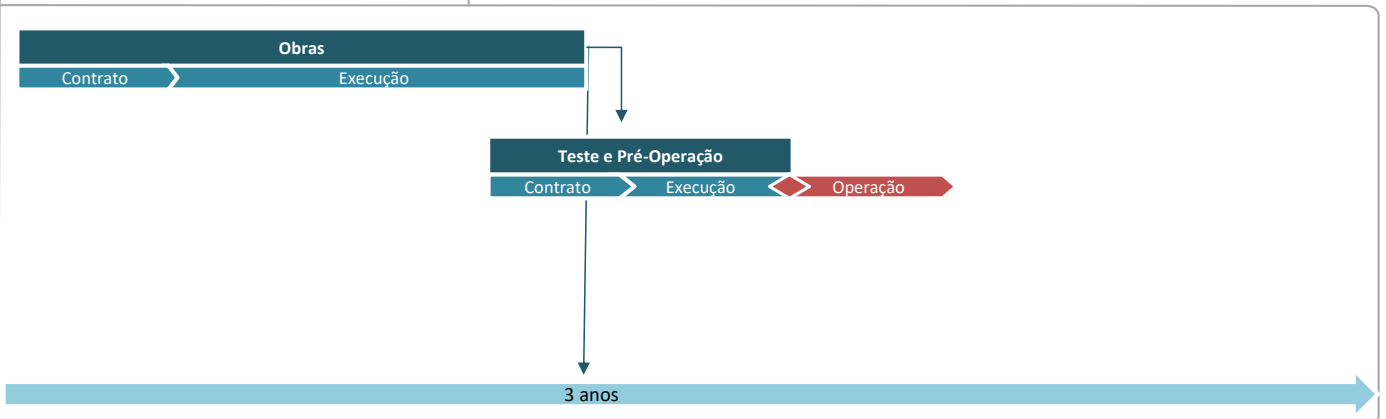 Obras
Contrato
Execução
Teste e Pré-Operação
Contrato
Execução
Operação
3 anos